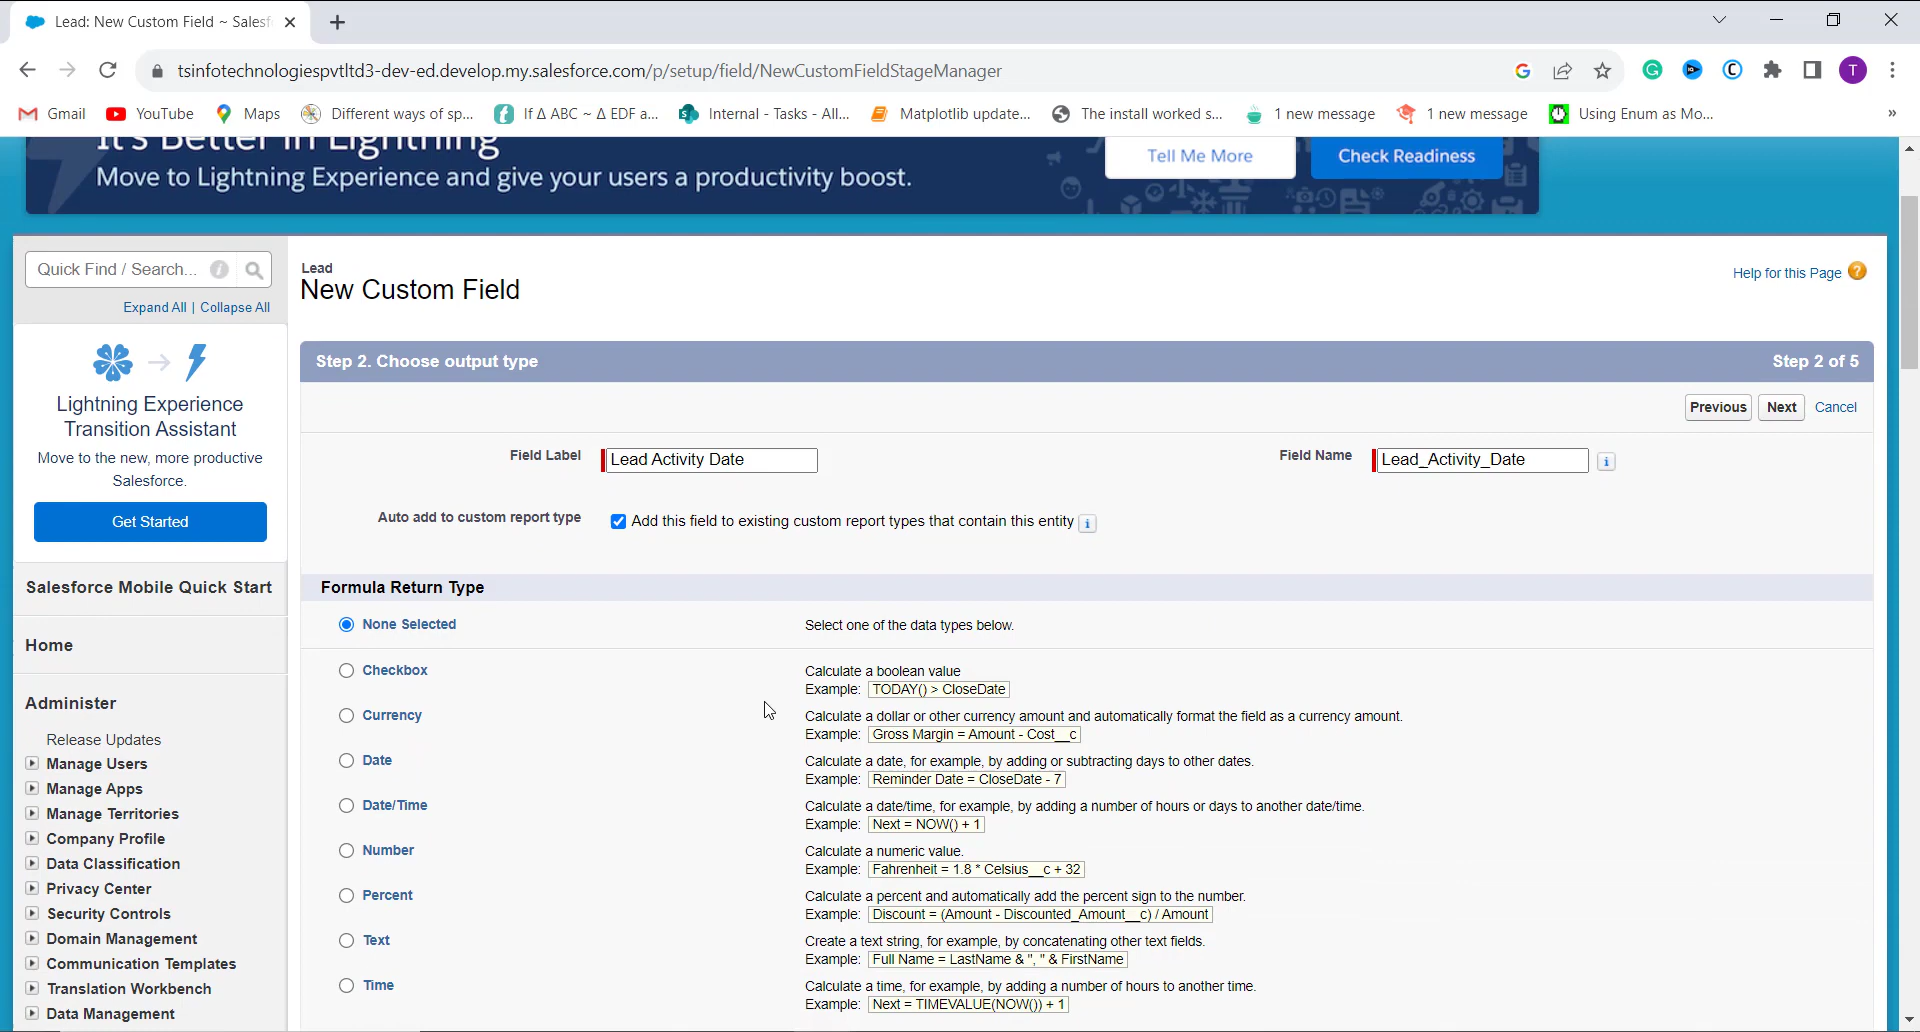 Lead: New Custom Field ~ Salesf
tsinfotechnologiespvtltd3-dev-ed.develop.my.salesforce.com/p/setup/field/NewCustomFieldStageManager
G
C
T
Gmail
YouTube
Maps
Different ways of sp...
If Δ ABC ~ Δ EDF a...
Internal - Tasks - All...
Matplotlib update...
The install worked s...
1 new message
1 new message
Using Enum as Mo...
»
It's Better in Lightning
Move to Lightning Experience and give your users a productivity boost.
Tell Me More
Check Readiness
Quick Find / Search...
Expand All | Collapse All
Lightning Experience
Transition Assistant
Move to the new, more productive
Salesforce.
Get Started
Salesforce Mobile Quick Start
Home
Administer
Release Updates
Manage Users
Manage Apps
Manage Territories
Company Profile
Data Classification
Privacy Center
Security Controls
Domain Management
Communication Templates
Translation Workbench
Data Management
Lead
New Custom Field
Help for this Page
Step 2. Choose output type
Step 2 of 5
Previous
Next
Cancel
Field Label
Lead Activity Date
Field Name
Lead_Activity_Date
Auto add to custom report type
Add this field to existing custom report types that contain this entity
Formula Return Type
None Selected
Select one of the data types below.
Checkbox
Calculate a boolean value
Example: TODAY() > CloseDate
Currency
Calculate a dollar or other currency amount and automatically format the field as a currency amount.
Example: Gross Margin = Amount - Cost__c
Date
Calculate a date, for example, by adding or subtracting days to other dates.
Example: Reminder Date = CloseDate - 7
Date/Time
Calculate a date/time, for example, by adding a number of hours or days to another date/time.
Example: Next = NOW() + 1
Number
Calculate a numeric value.
Example: Fahrenheit = 1.8 * Celsius__c + 32
Percent
Calculate a percent and automatically add the percent sign to the number.
Example: Discount = (Amount - Discounted_Amount__c) / Amount
Text
Create a text string, for example, by concatenating other text fields.
Example: Full Name = LastName & ", " & FirstName
Time
Calculate a time, for example, by adding a number of hours to another time.
Example: Next = TIMEVALUE(NOW()) + 1